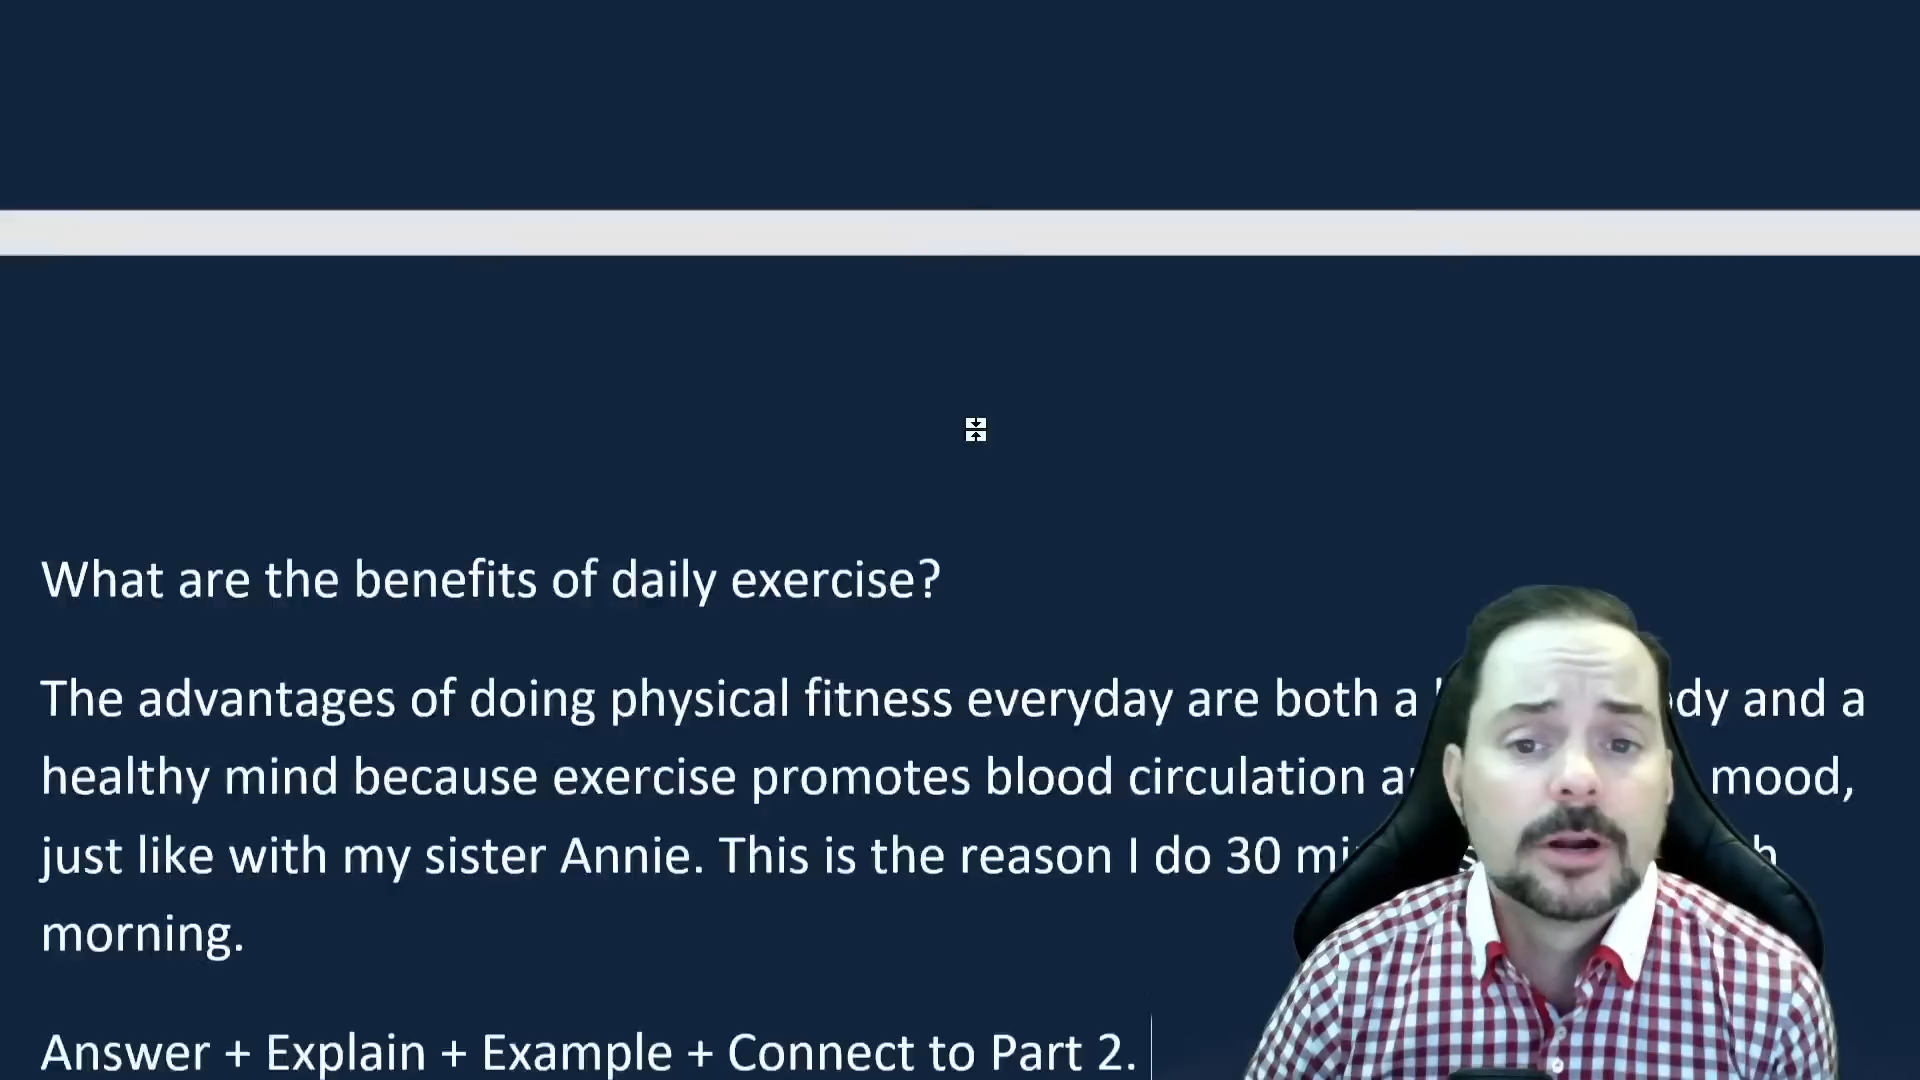 What are the benefits of daily exercise?
The advantages of doing physical fitness everyday are both a and a
healthy mind because exercise promotes blood circulation mood,
just like with my sister Annie. This is the reason I do 30
morning.
Answer + Explain + Example + Connect to Part 2.